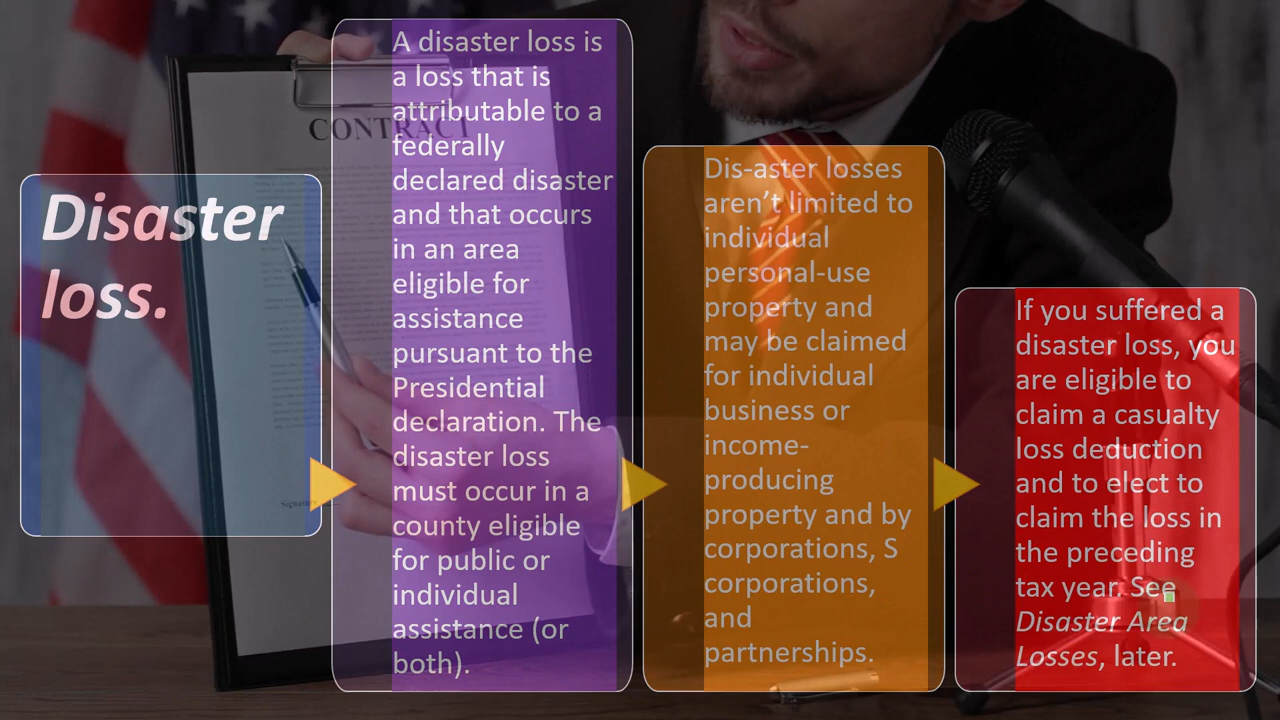 Disaster
loss.
CONTRACT
A disaster loss is
a loss that is
attributable to a
federally
declared disaster
and that occurs
in an area
eligible for
assistance
pursuant to the
Presidential
declaration. The
disaster loss
must occur in a
county eligible
for public or
individual
assistance (or
both).
Dis-aster losses
aren’t limited to
individual
personal-use
property and
may be claimed
for individual
business or
income-
producing
property and by
corporations, S
corporations,
and
partnerships.
If you suffered a
disaster loss, you
are eligible to
claim a casualty
loss deduction
and to elect to
claim the loss in
the preceding
tax year. See
Disaster Area
Losses, later.